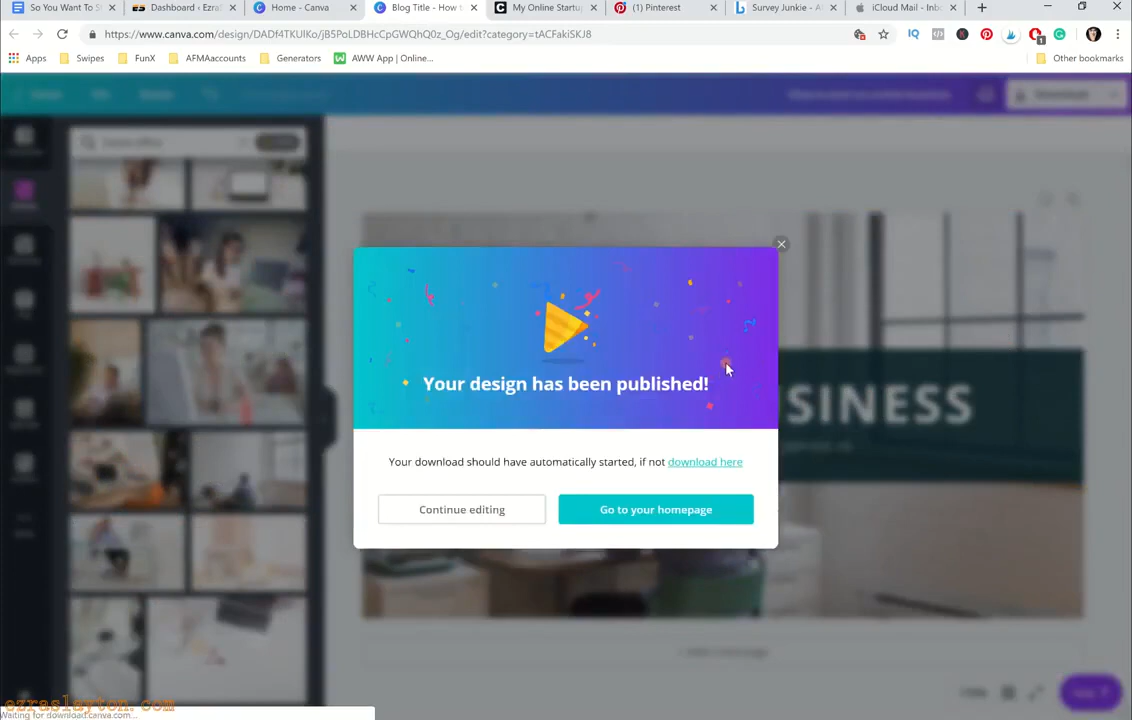 So You Want To S
Dashboard ‹ Ezra
Home - Canva
Blog Title - How t
My Online Startu
(1) Pinterest
Survey Junkie - A
iCloud Mail - Inb
https://www.canva.com/design/DADf4TKUlKo/jB5PoLDBHcCpGWQhQ0z_Og/edit?category=tACFakiSKJ8
IQ
1
Apps
Swipes
FunX
AFMAaccounts
Generators
AWW App | Online...
Other bookmarks
SINESS
Your design has been published!
Your download should have automatically started, if not download here
Continue editing
Go to your homepage
ezraslayton.com
Waiting for download.canva.com...